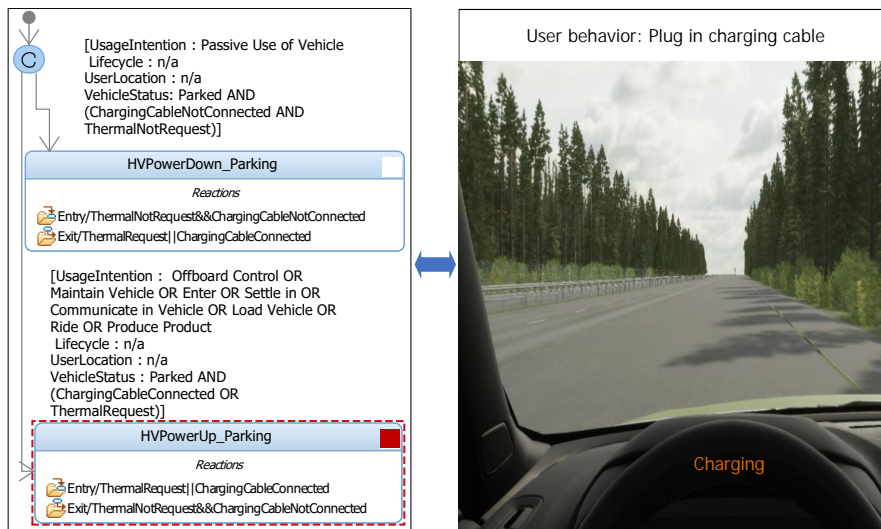 C
[UsageIntention : Passive Use of Vehicle
Lifecycle : n/a
UserLocation : n/a
VehicleStatus: Parked AND
(ChargingCableNotConnected AND
ThermalNotRequest)]
HVPowerDown_Parking
Reactions
Entry/ThermalNotRequest&&ChargingCableNotConnected
Exit/ThermalRequest||ChargingCableConnected
[UsageIntention : Offboard Control OR
Maintain Vehicle OR Enter OR Settle in OR
Communicate in Vehicle OR Load Vehicle OR
Ride OR Produce Product
Lifecycle : n/a
UserLocation : n/a
VehicleStatus : Parked AND
(ChargingCableConnected OR
ThermalRequest)]
HVPowerUp_Parking
Reactions
Entry/ThermalRequest||ChargingCableConnected
Exit/ThermalNotRequest&&ChargingCableNotConnected
User behavior: Plug in charging cable
Charging